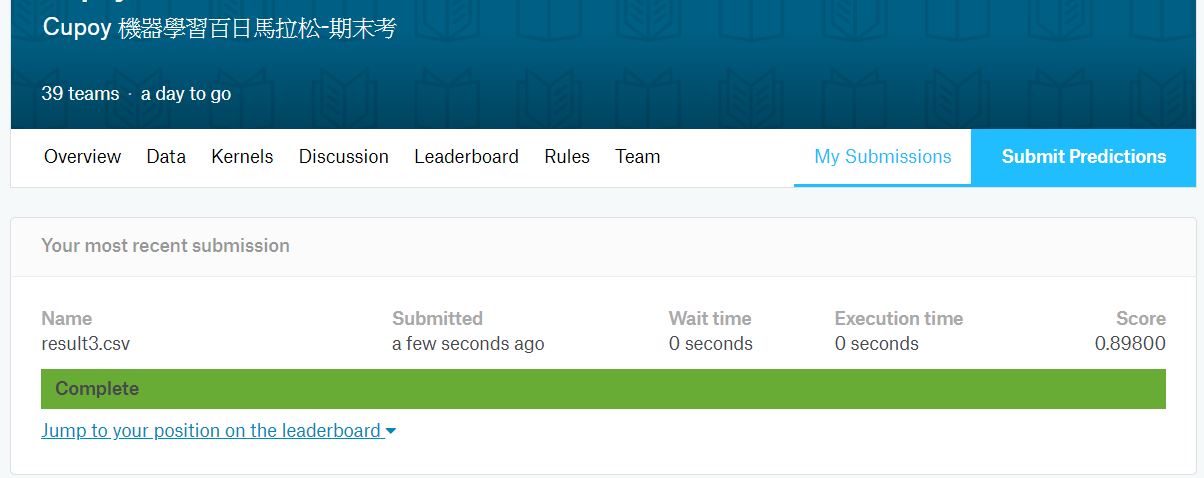 Cupoy 機器學習百日馬拉松-期末考
39 teams · a day to go
Overview Data Kernels Discussion Leaderboard Rules Team My Submissions Submit Predictions
Your most recent submission
Name Submitted Wait time Execution time Score
result3.csv a few seconds ago 0 seconds 0 seconds 0.89800
Complete
Jump to your position on the leaderboard